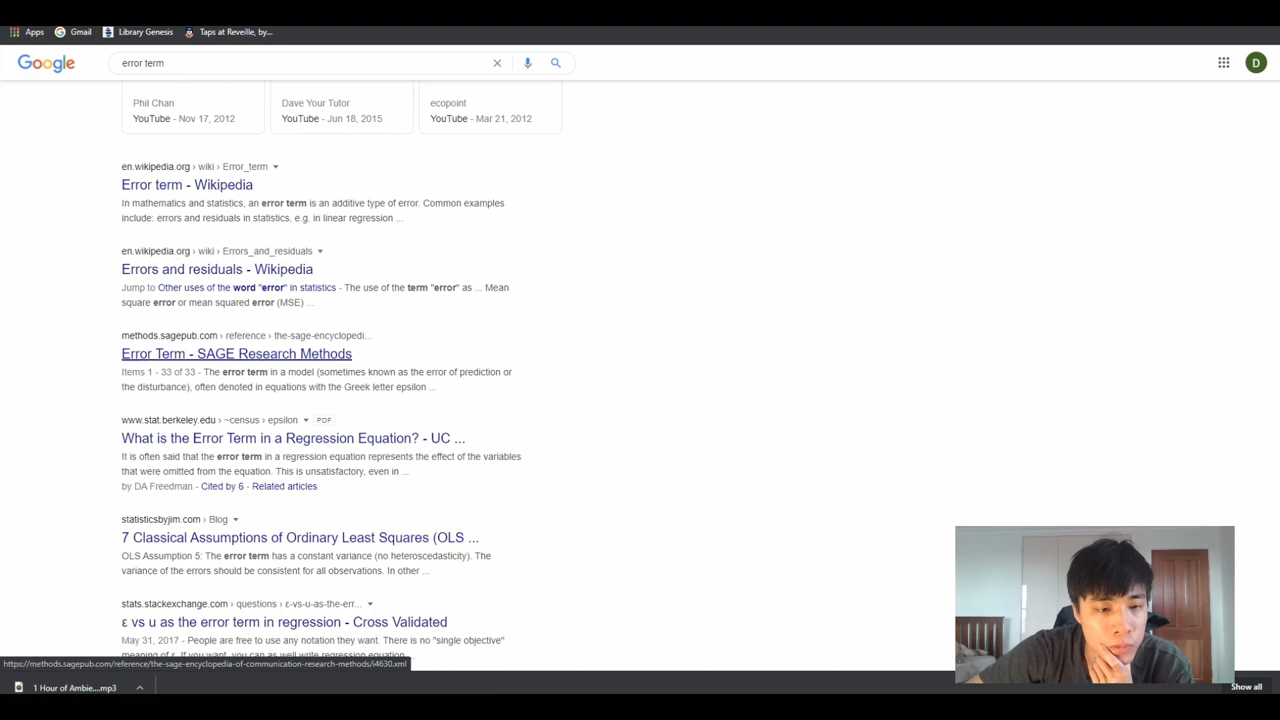 Apps Gmail Library Genesis Taps at Reveille, by...
Google error term D
Phil Chan Dave Your Tutor ecopoint
YouTube - Nov 17, 2012 YouTube - Jun 18, 2015 YouTube - Mar 21, 2012
en.wikipedia.org › wiki › Error_term
Error term - Wikipedia
In mathematics and statistics, an error term is an additive type of error. Common examples
include: errors and residuals in statistics, e.g. in linear regression ...
en.wikipedia.org › wiki › Errors_and_residuals
Errors and residuals - Wikipedia
Jump to Other uses of the word "error" in statistics - The use of the term "error" as ... Mean
square error or mean squared error (MSE) ...
methods.sagepub.com › reference › the-sage-encyclopedi...
Error Term - SAGE Research Methods
Items 1 - 33 of 33 - The error term in a model (sometimes known as the error of prediction or
the disturbance), often denoted in equations with the Greek letter epsilon ...
www.stat.berkeley.edu › ~census › epsilon PDF
What is the Error Term in a Regression Equation? - UC ...
It is often said that the error term in a regression equation represents the effect of the variables
that were omitted from the equation. This is unsatisfactory, even in ...
by DA Freedman - Cited by 6 - Related articles
statisticsbyjim.com › Blog
7 Classical Assumptions of Ordinary Least Squares (OLS ...
OLS Assumption 5: The error term has a constant variance (no heteroscedasticity). The
variance of the errors should be consistent for all observations. In other ...
stats.stackexchange.com › questions › ε-vs-u-as-the-err...
ε vs u as the error term in regression - Cross Validated
May 31, 2017 - People are free to use any notation they want. There is no "single objective"
meaning of ε. If you want, you can as well write regression equation
https://methods.sagepub.com/reference/the-sage-encyclopedia-of-communication-research-methods/i4630.xml
1 Hour of Ambie....mp3 Show all